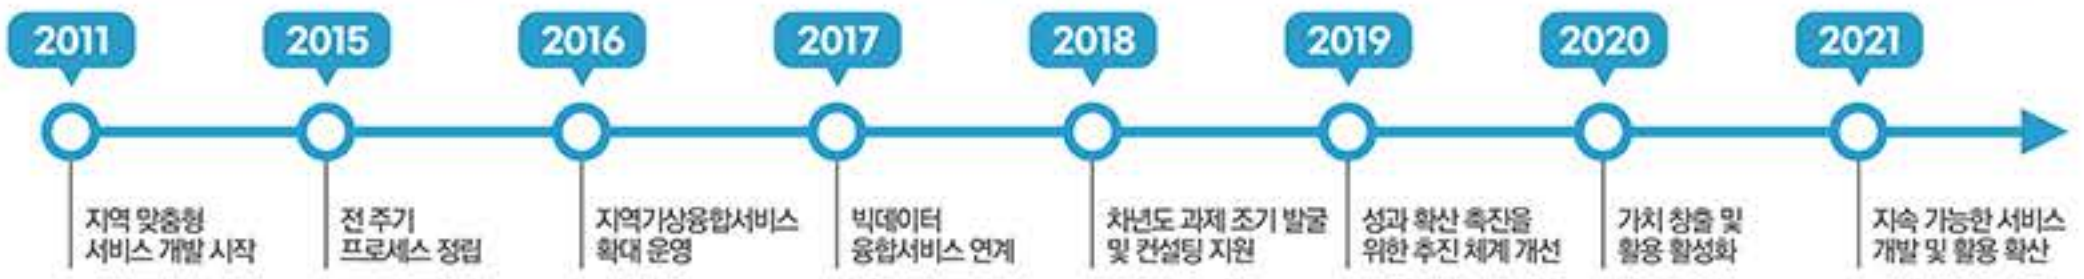 2011
2015
2016
2017
2018
2019
2020
2021
지역 맞춤형
서비스 개발 시작
전 주기
프로세스 정립
지역기상융합서비스
확대 운영
빅데이터
융합서비스 연계
차년도 과제 조기 발굴
및 컨설팅 지원
성과 확산 촉진을
위한 추진 체계 개선
가치 창출 및
활용 활성화
지속 가능한 서비스
개발 및 활용 확산